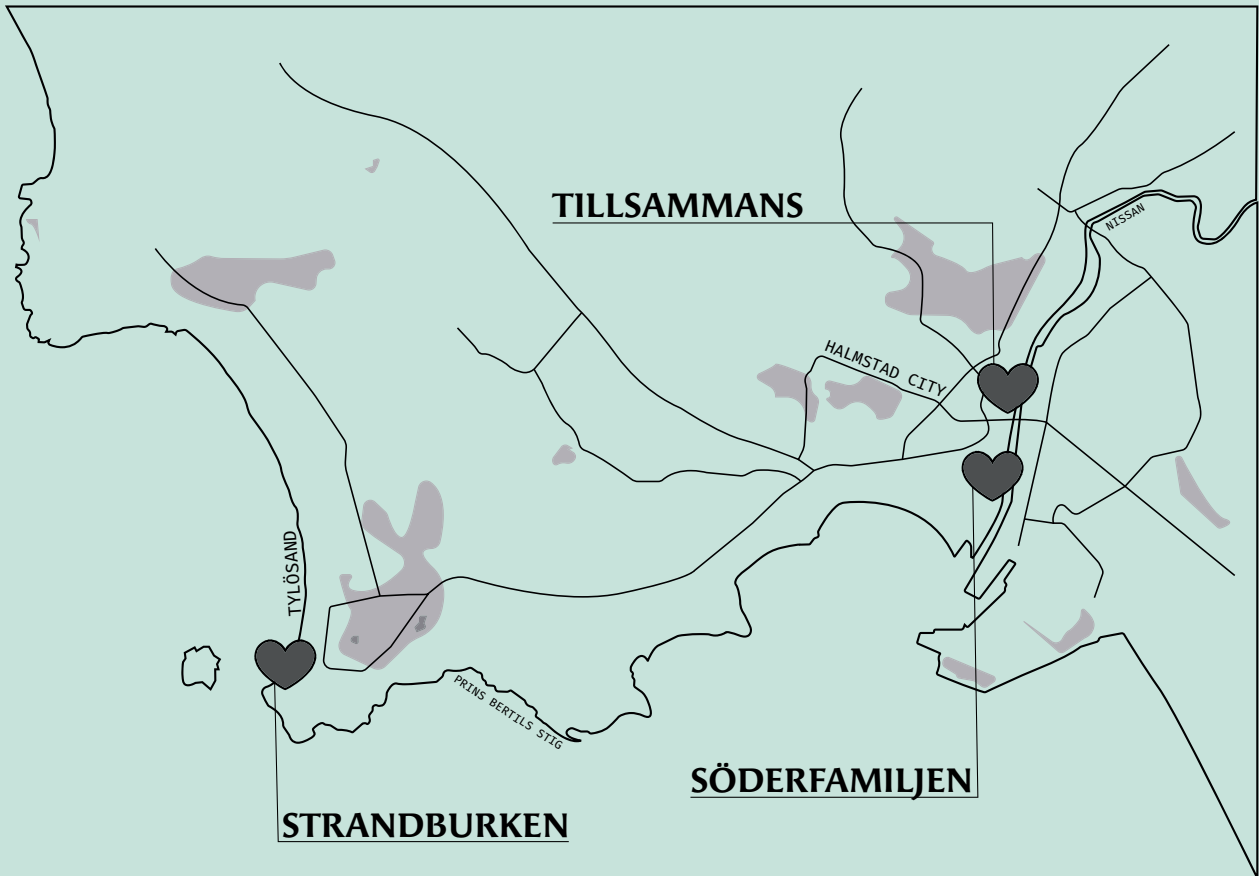 TILLSAMMANS
NISSAN
HALMSTAD CITY
TYLÖSAND
PRINS BERTILS STIG
SÖDERFAMILJEN
STRANDBURKEN